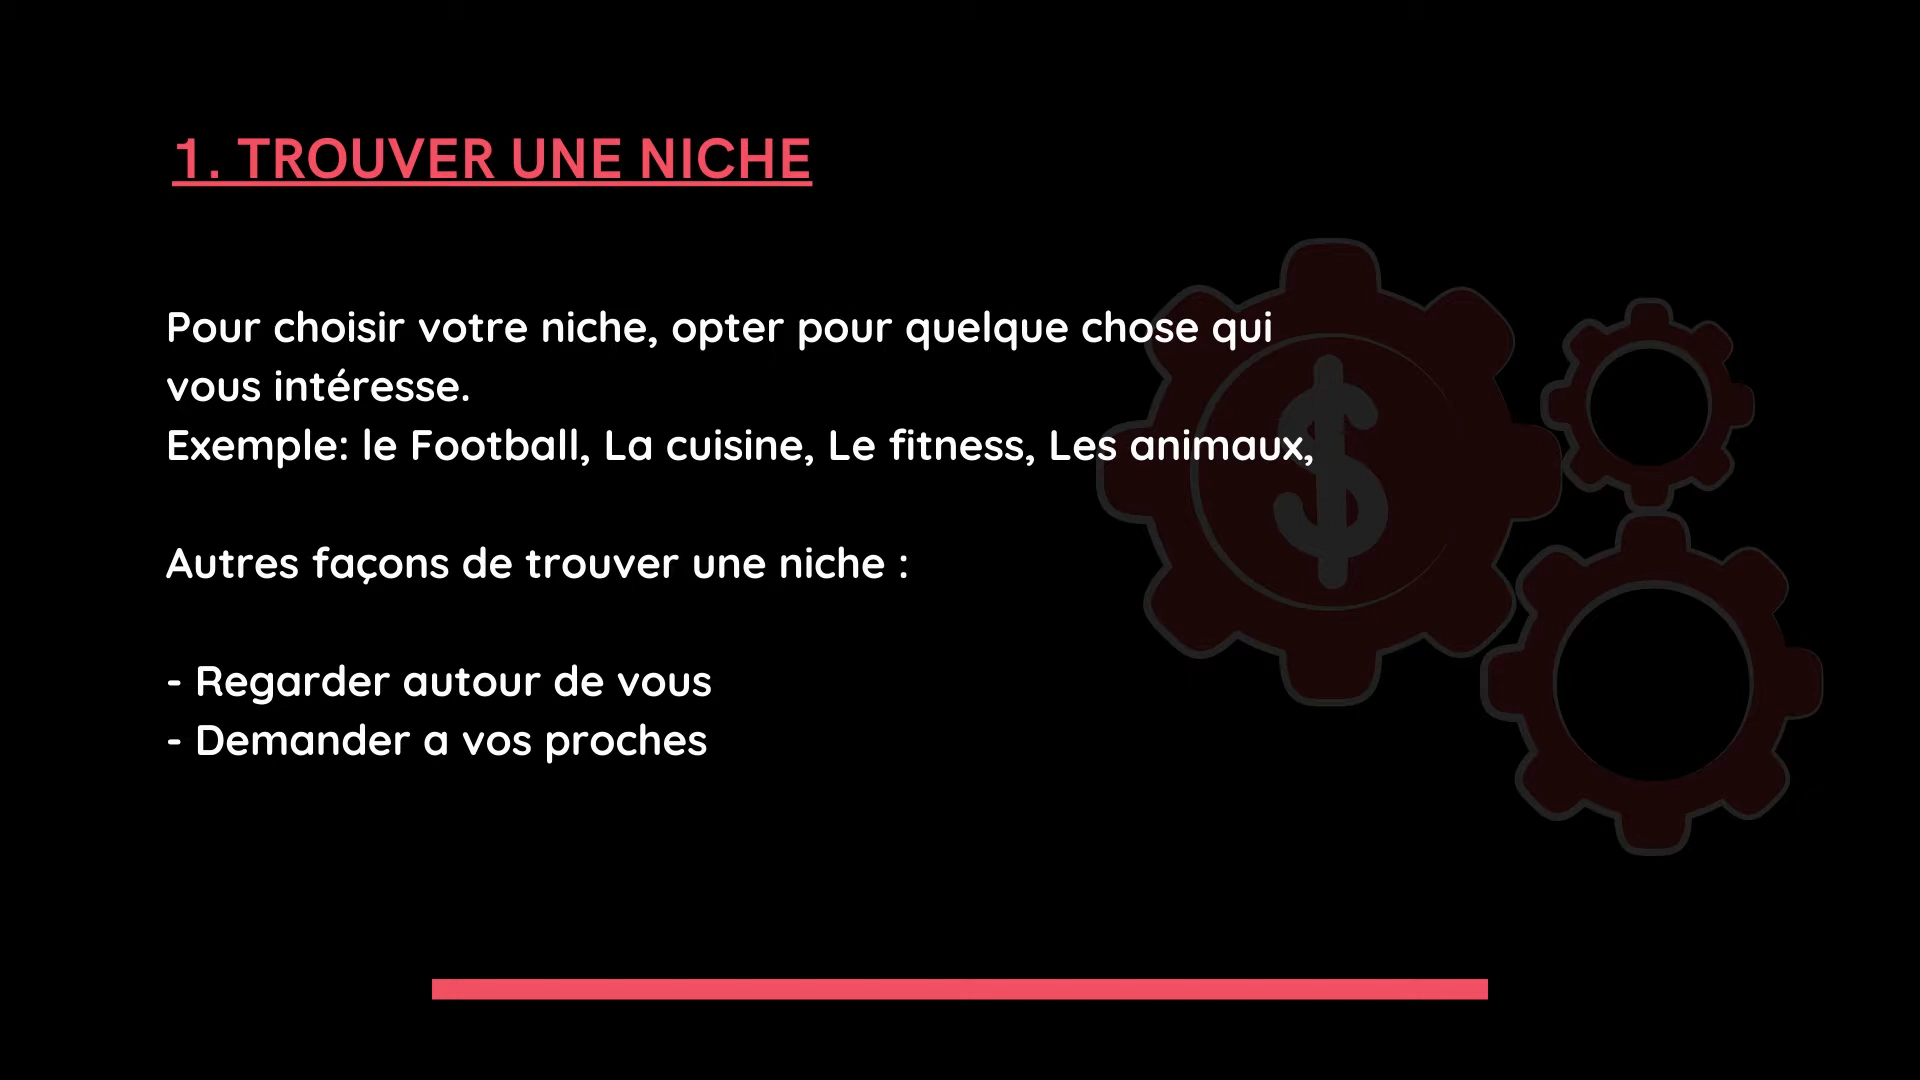 1. TROUVER UNE NICHE
Pour choisir votre niche, opter pour quelque chose qui
vous intéresse.
Exemple: le Football, La cuisine, Le fitness, Les animaux,
Autres façons de trouver une niche :
- Regarder autour de vous
- Demander a vos proches
$